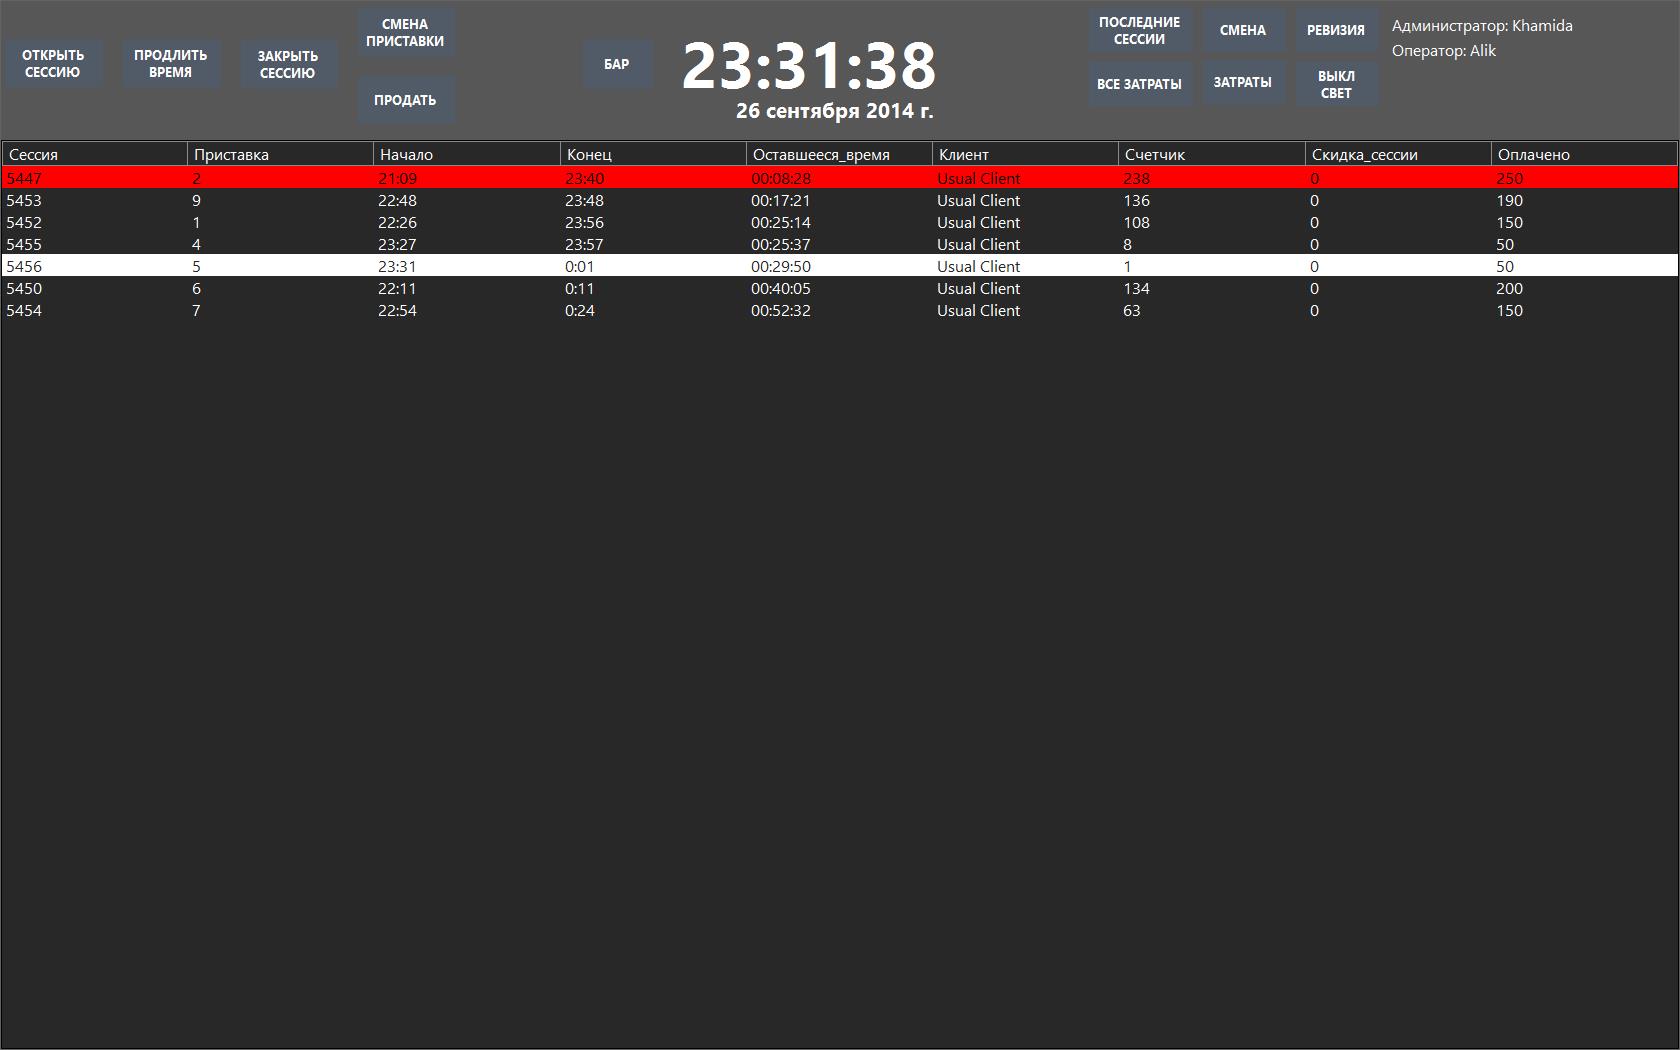 ОТКРЫТЬ
СЕССИЮ
ПРОДЛИТЬ
ВРЕМЯ
ЗАКРЫТЬ
СЕССИЮ
СМЕНА
ПРИСТАВКИ
ПРОДАТЬ
БАР
23:31:38
26 сентября 2014 г.
ПОСЛЕДНИЕ
СЕССИИ
СМЕНА
РЕВИЗИЯ
ВСЕ ЗАТРАТЫ
ЗАТРАТЫ
ВЫКЛ
СВЕТ
Администратор: Khamida
Оператор: Alik
Сессия Приставка Начало Конец Оставшееся_время Клиент Счетчик Скидка_сессии Оплачено
5447 2 21:09 23:40 00:08:28 Usual Client 238 0 250
5453 9 22:48 23:48 00:17:21 Usual Client 136 0 190
5452 1 22:26 23:56 00:25:14 Usual Client 108 0 150
5455 4 23:27 23:57 00:25:37 Usual Client 8 0 50
5456 5 23:31 0:01 00:29:50 Usual Client 1 0 50
5450 6 22:11 0:11 00:40:05 Usual Client 134 0 200
5454 7 22:54 0:24 00:52:32 Usual Client 63 0 150